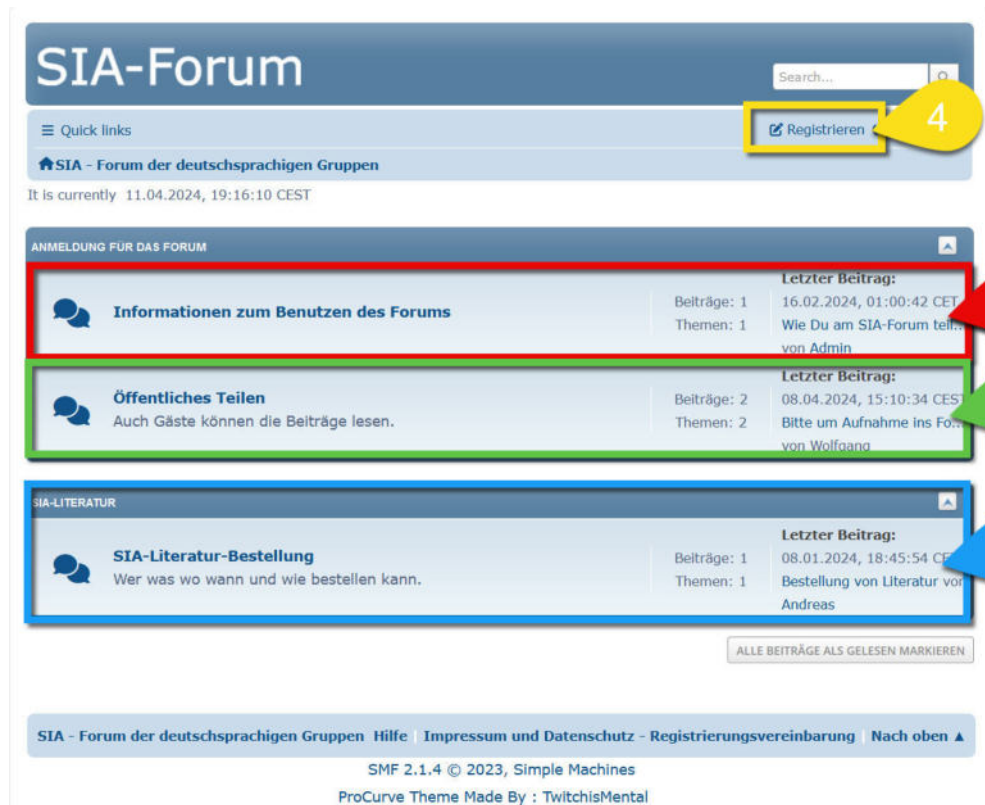 SIA-Forum
Search...
Quick links
Registrieren
4
SIA - Forum der deutschsprachigen Gruppen
It is currently 11.04.2024, 19:16:10 CEST
ANMELDUNG FÜR DAS FORUM
Informationen zum Benutzen des Forums
Beiträge: 1
Themen: 1
Letzter Beitrag:
16.02.2024, 01:00:42 CET
Wie Du am SIA-Forum teil...
von Admin
Öffentliches Teilen
Auch Gäste können die Beiträge lesen.
Beiträge: 2
Themen: 2
Letzter Beitrag:
08.04.2024, 15:10:34 CEST
Bitte um Aufnahme ins Fo...
von Wolfgang
SIA-LITERATUR
SIA-Literatur-Bestellung
Wer was wo wann und wie bestellen kann.
Beiträge: 1
Themen: 1
Letzter Beitrag:
08.01.2024, 18:45:54
Bestellung von Literatur von
Andreas
ALLE BEITRÄGE ALS GELESEN MARKIEREN
SIA - Forum der deutschsprachigen Gruppen Hilfe | Impressum und Datenschutz - Registrierungsvereinbarung | Nach oben ▲
SMF 2.1.4 © 2023, Simple Machines
ProCurve Theme Made By : TwitchisMental